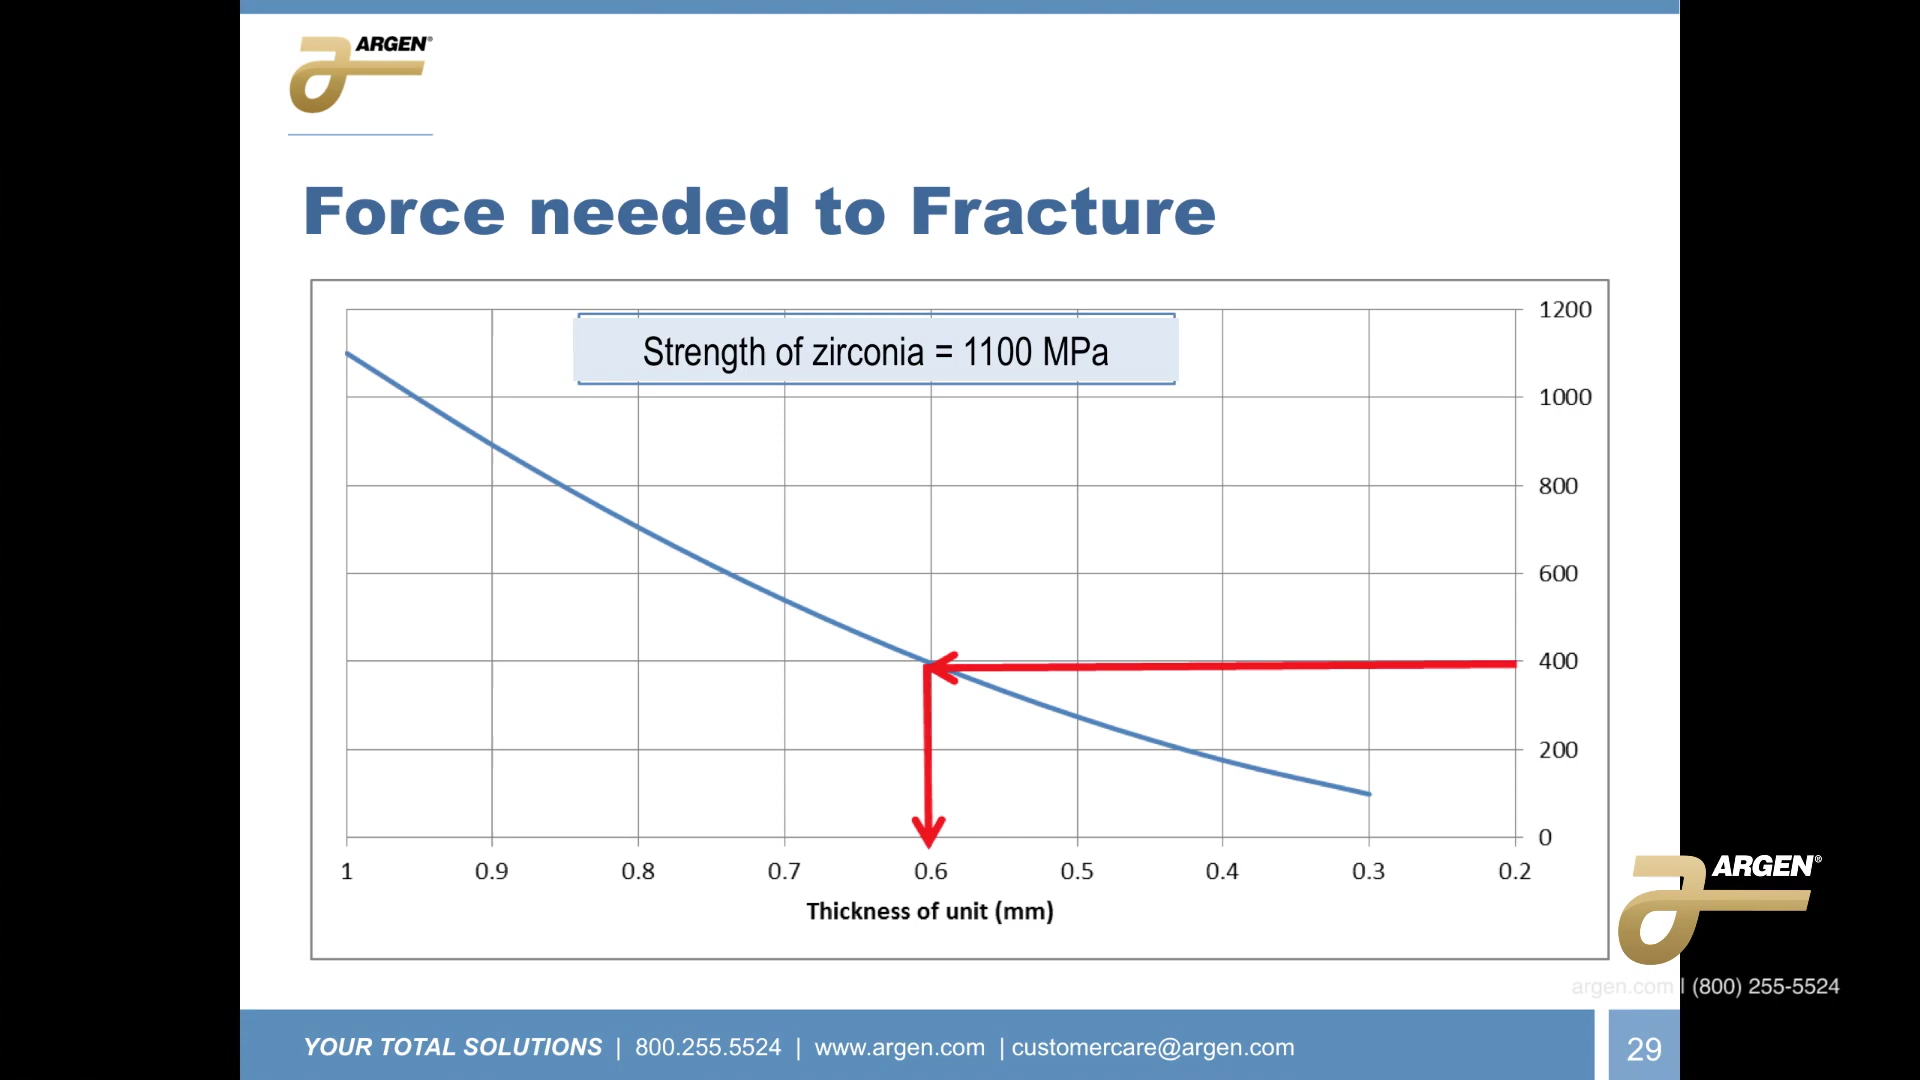 ARGEN®
Force needed to Fracture
Strength of zirconia = 1100 MPa
1200
1000
800
600
400
200
0
1 0.9 0.8 0.7 0.6 0.5 0.4 0.3 0.2
Thickness of unit (mm)
ARGEN®
argen.com | (800) 255-5524
YOUR TOTAL SOLUTIONS | 800.255.5524 | www.argen.com | customercare@argen.com
29